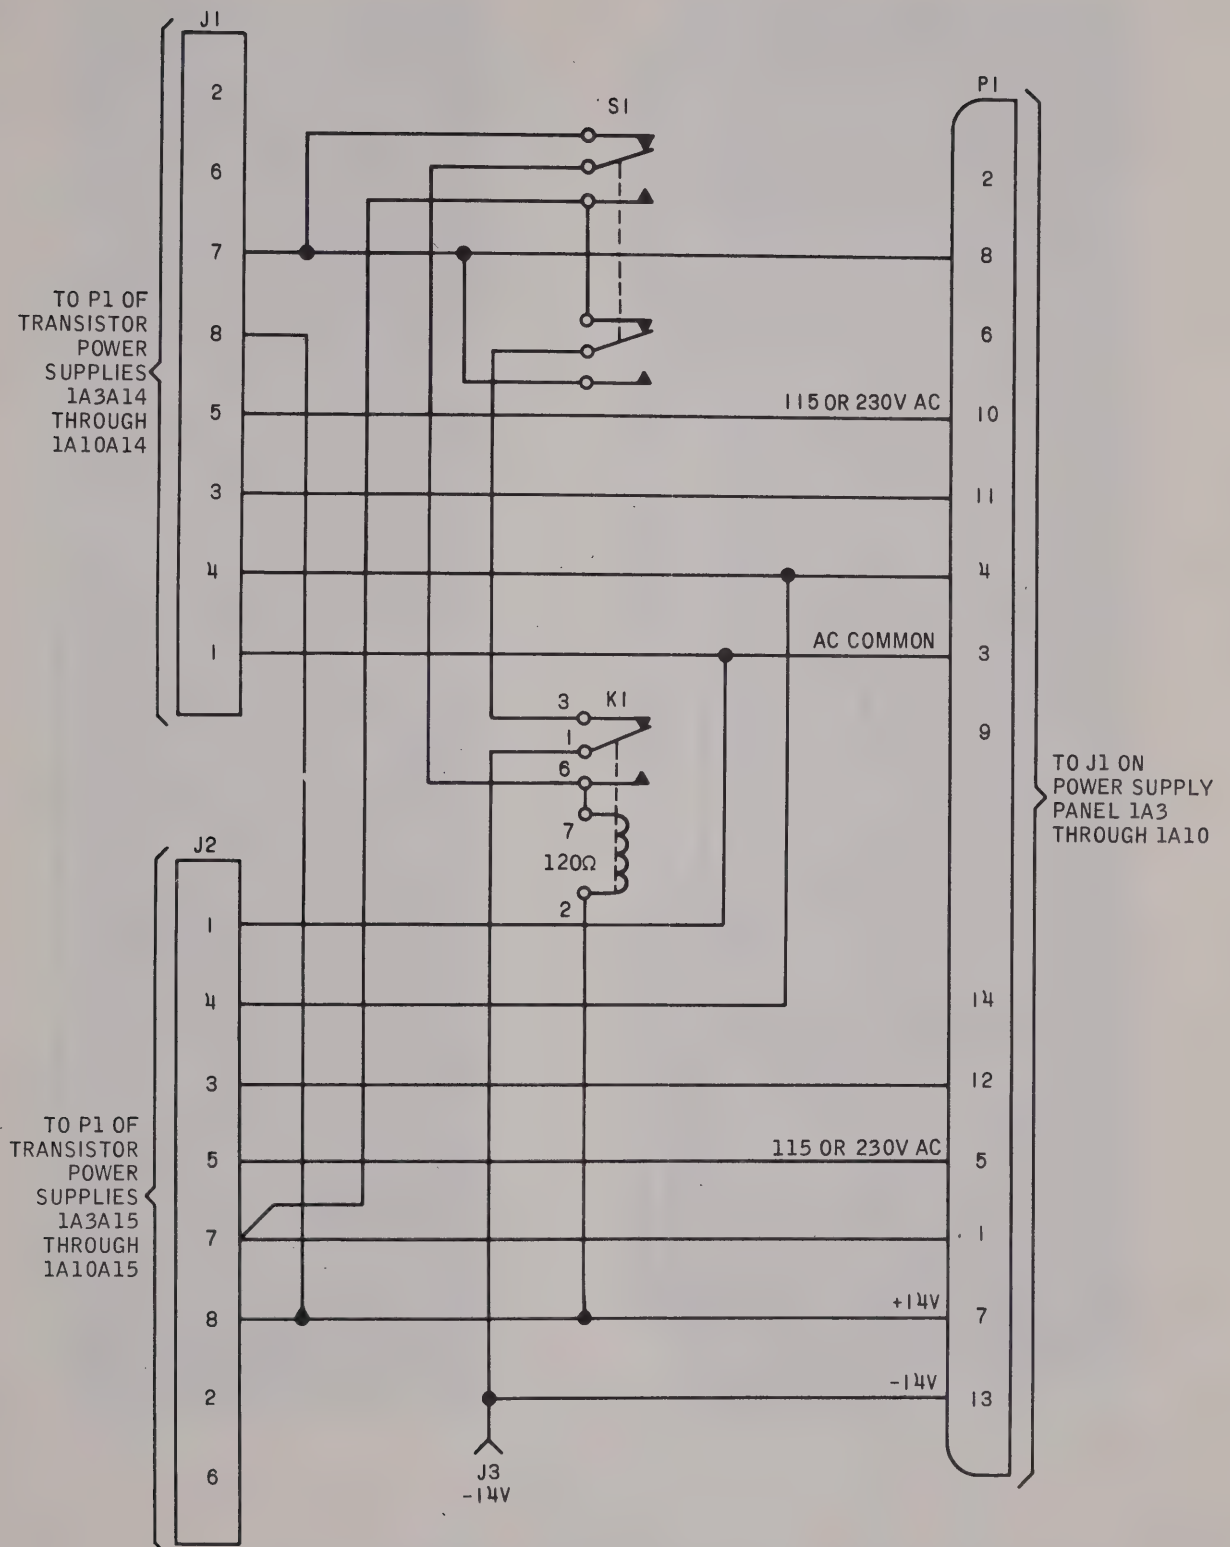 J1
2
6
7
8
5
3
4
1
TO P1 OF
TRANSISTOR
POWER
SUPPLIES
1A3A14
THROUGH
1A10A14
S1
P1
2
8
6
10
11
4
3
9
14
12
5
1
7
13
115 OR 230V AC
AC COMMON
3
K1
1
6
7
120Ω
2
TO J1 ON
POWER SUPPLY
PANEL 1A3
THROUGH 1A10
J2
1
4
3
5
7
8
2
6
TO P1 OF
TRANSISTOR
POWER
SUPPLIES
1A3A15
THROUGH
1A10A15
115 OR 230V AC
+14V
-14V
J3
-14V